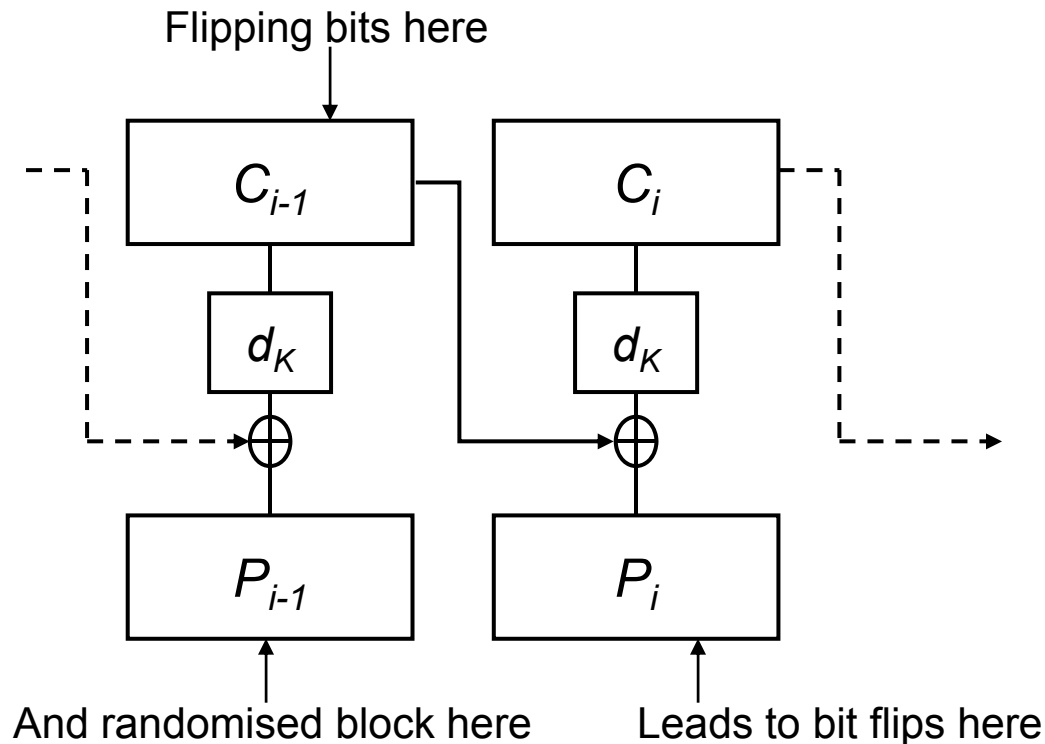 Flipping bits here
C_{i-1}
C_i
d_K
d_K
P_{i-1}
P_i
And randomised block here
Leads to bit flips here